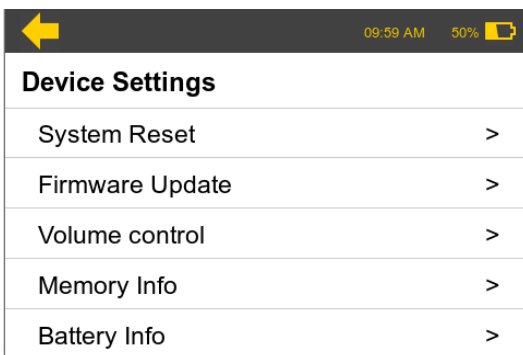 09:59 AM 50%
Device Settings
System Reset >
Firmware Update >
Volume control >
Memory Info >
Battery Info >